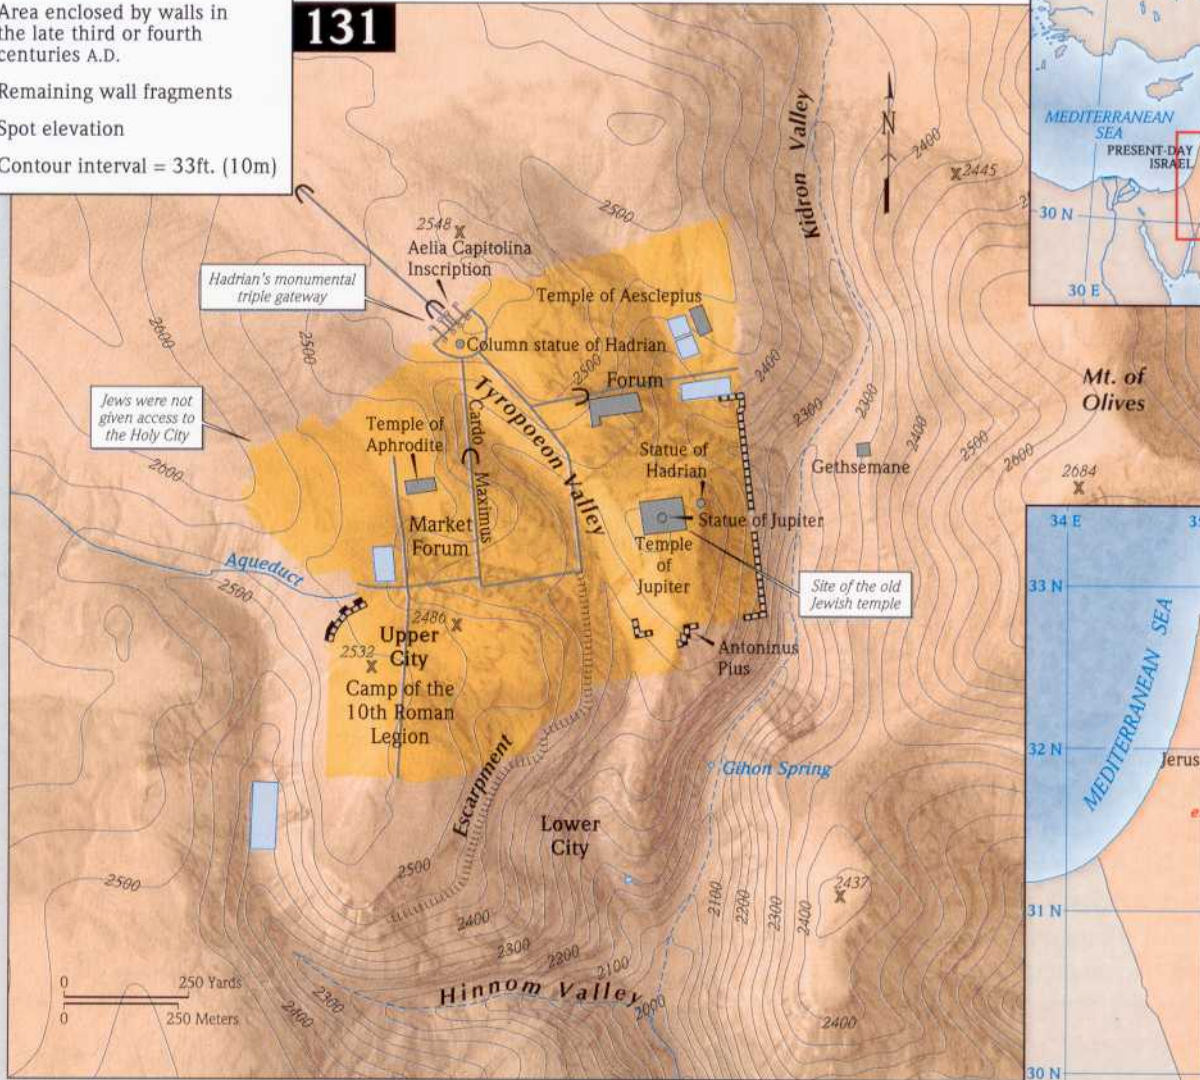 Area enclosed by walls in
the late third or fourth
centuries A.D.
Remaining wall fragments
Spot elevation
Contour interval = 33ft. (10m)
131
MEDITERRANEAN
SEA
PRESENT-DAY
ISRAEL
30 N
30 E
Kidron Valley
N
2400
2445
2500
2548
Aelia Capitolina
Inscription
Hadrian's monumental
triple gateway
Temple of Aesclepius
Column statue of Hadrian
2600
2500
2500
Forum
2400
2300
2300
2400
2500
2600
Mt. of
Olives
2684
Jews were not
given access to
the Holy City
2600
Temple of
Aphrodite
Cardo
Maximus
Tyropoeon Valley
Statue of
Hadrian
Gethsemane
Statue of Jupiter
Market
Forum
Temple
of
Jupiter
Site of the old
Jewish temple
Aqueduct
2500
2486
Upper
City
2532
Camp of the
10th Roman
Legion
Antoninus
Pius
Escarpment
Gihon Spring
Lower
City
2500
2500
2400
2300
2200
2100
2100
2200
2300
2400
2437
Hinnom Valley
2000
2300
2400
2400
0 250 Yards
0 250 Meters
34 E
33 N
MEDITERRANEAN SEA
32 N
Jerus
31 N
30 N